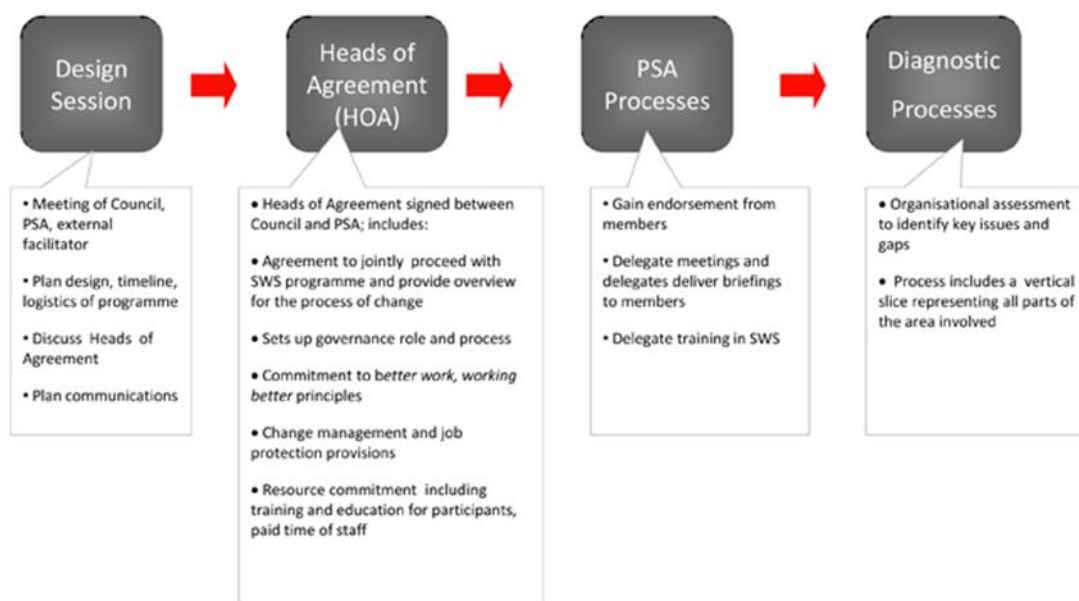 Design
Session
Heads of
Agreement
(HOA)
PSA
Processes
Diagnostic
Processes
• Meeting of Council,
PSA, external
facilitator
• Plan design, timeline,
logistics of programme
• Discuss Heads of
Agreement
• Plan communications
• Heads of Agreement signed between
Council and PSA; includes:
• Agreement to jointly proceed with
SWS programme and provide overview
for the process of change
• Sets up governance role and process
• Commitment to better work, working
better principles
• Change management and job
protection provisions
• Resource commitment including
training and education for participants,
paid time of staff
• Gain endorsement from
members
• Delegate meetings and
delegates deliver briefings
to members
• Delegate training in SWS
• Organisational assessment
to identify key issues and
gaps
• Process includes a vertical
slice representing all parts of
the area involved